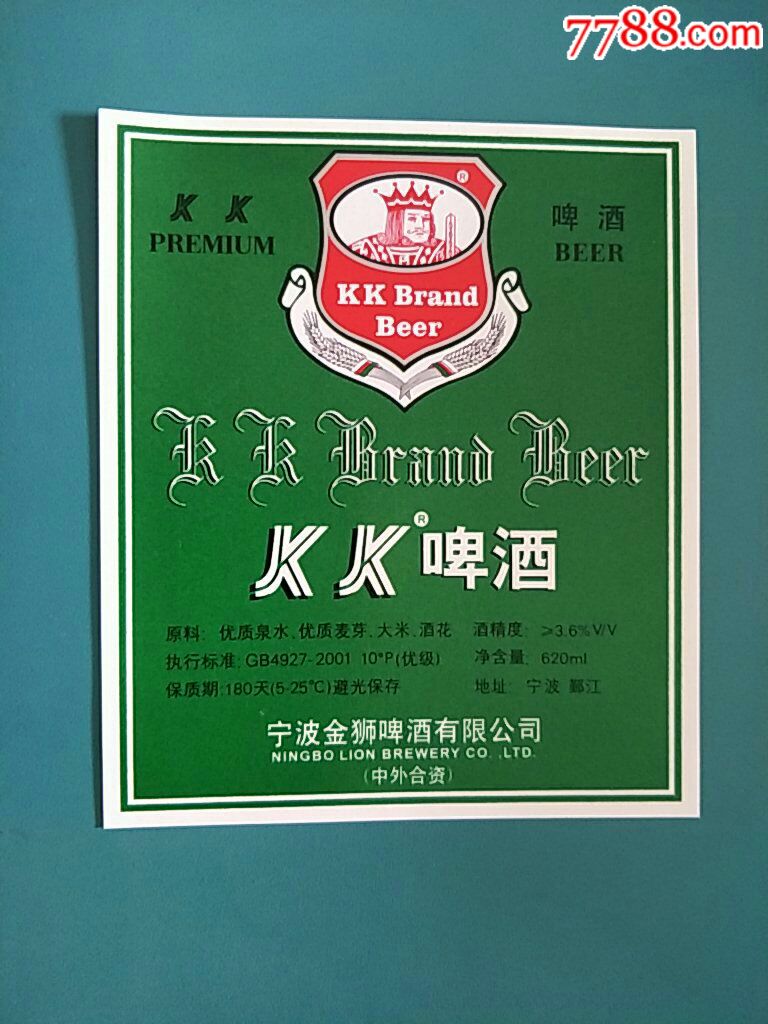 7788.com
KK
PREMIUM
啤酒
BEER
®
KK Brand
Beer
KK Brand Beer
KK®啤酒
原料: 优质泉水、优质麦芽、大米、酒花 酒精度: ≥3.6%V/V
执行标准: GB4927-2001 10°P(优级) 净含量: 620ml
保质期: 180天(5-25℃)避光保存 地址: 宁波 鄞江
宁波金狮啤酒有限公司
NINGBO LION BREWERY CO. ,LTD.
(中外合资)